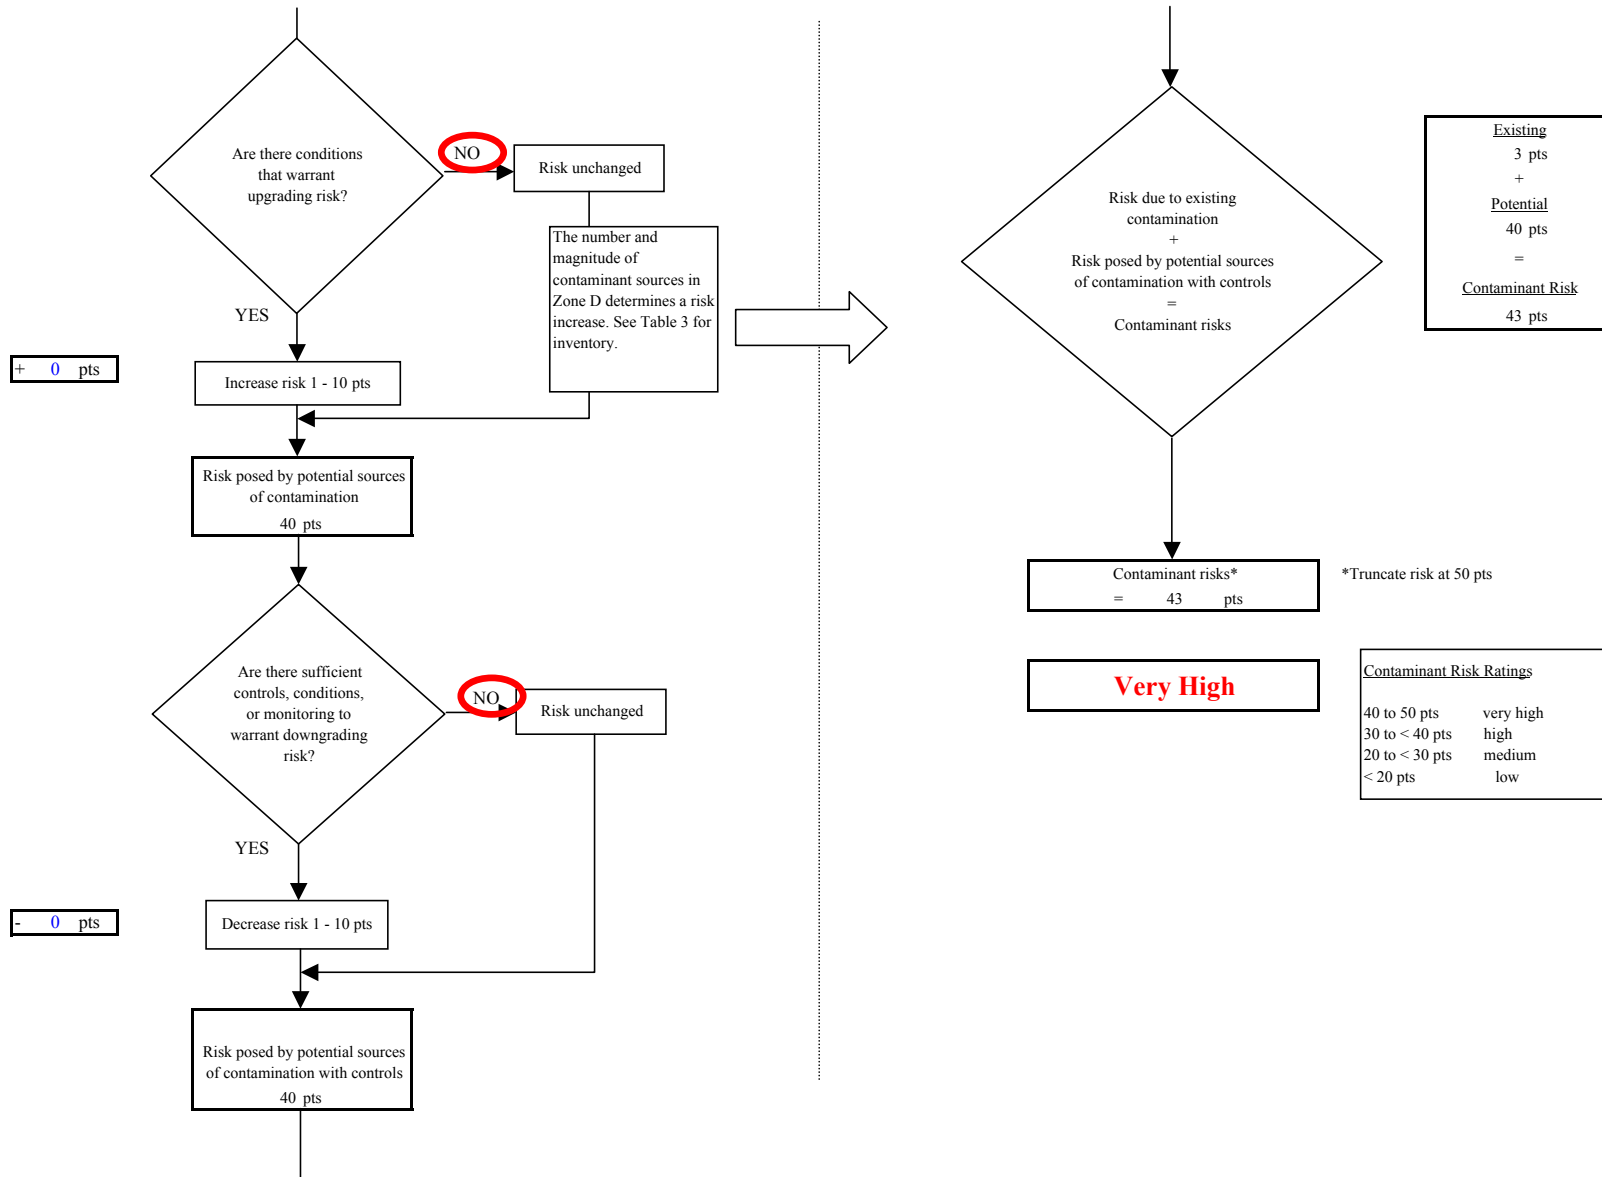 Are there conditions
that warrant
upgrading risk?
NO
Risk unchanged
The number and
magnitude of
contaminant sources in
Zone D determines a risk
increase. See Table 3 for
inventory.
YES
+ 0 pts
Increase risk 1 - 10 pts
Risk posed by potential sources
of contamination
40 pts
Are there sufficient
controls, conditions,
or monitoring to
warrant downgrading
risk?
NO
Risk unchanged
YES
- 0 pts
Decrease risk 1 - 10 pts
Risk posed by potential sources
of contamination with controls
40 pts
Risk due to existing
contamination
+
Risk posed by potential sources
of contamination with controls
=
Contaminant risks
Existing
3 pts
+
Potential
40 pts
=
Contaminant Risk
43 pts
Contaminant risks*
= 43 pts
*Truncate risk at 50 pts
Very High
Contaminant Risk Ratings
40 to 50 pts very high
30 to < 40 pts high
20 to < 30 pts medium
< 20 pts low